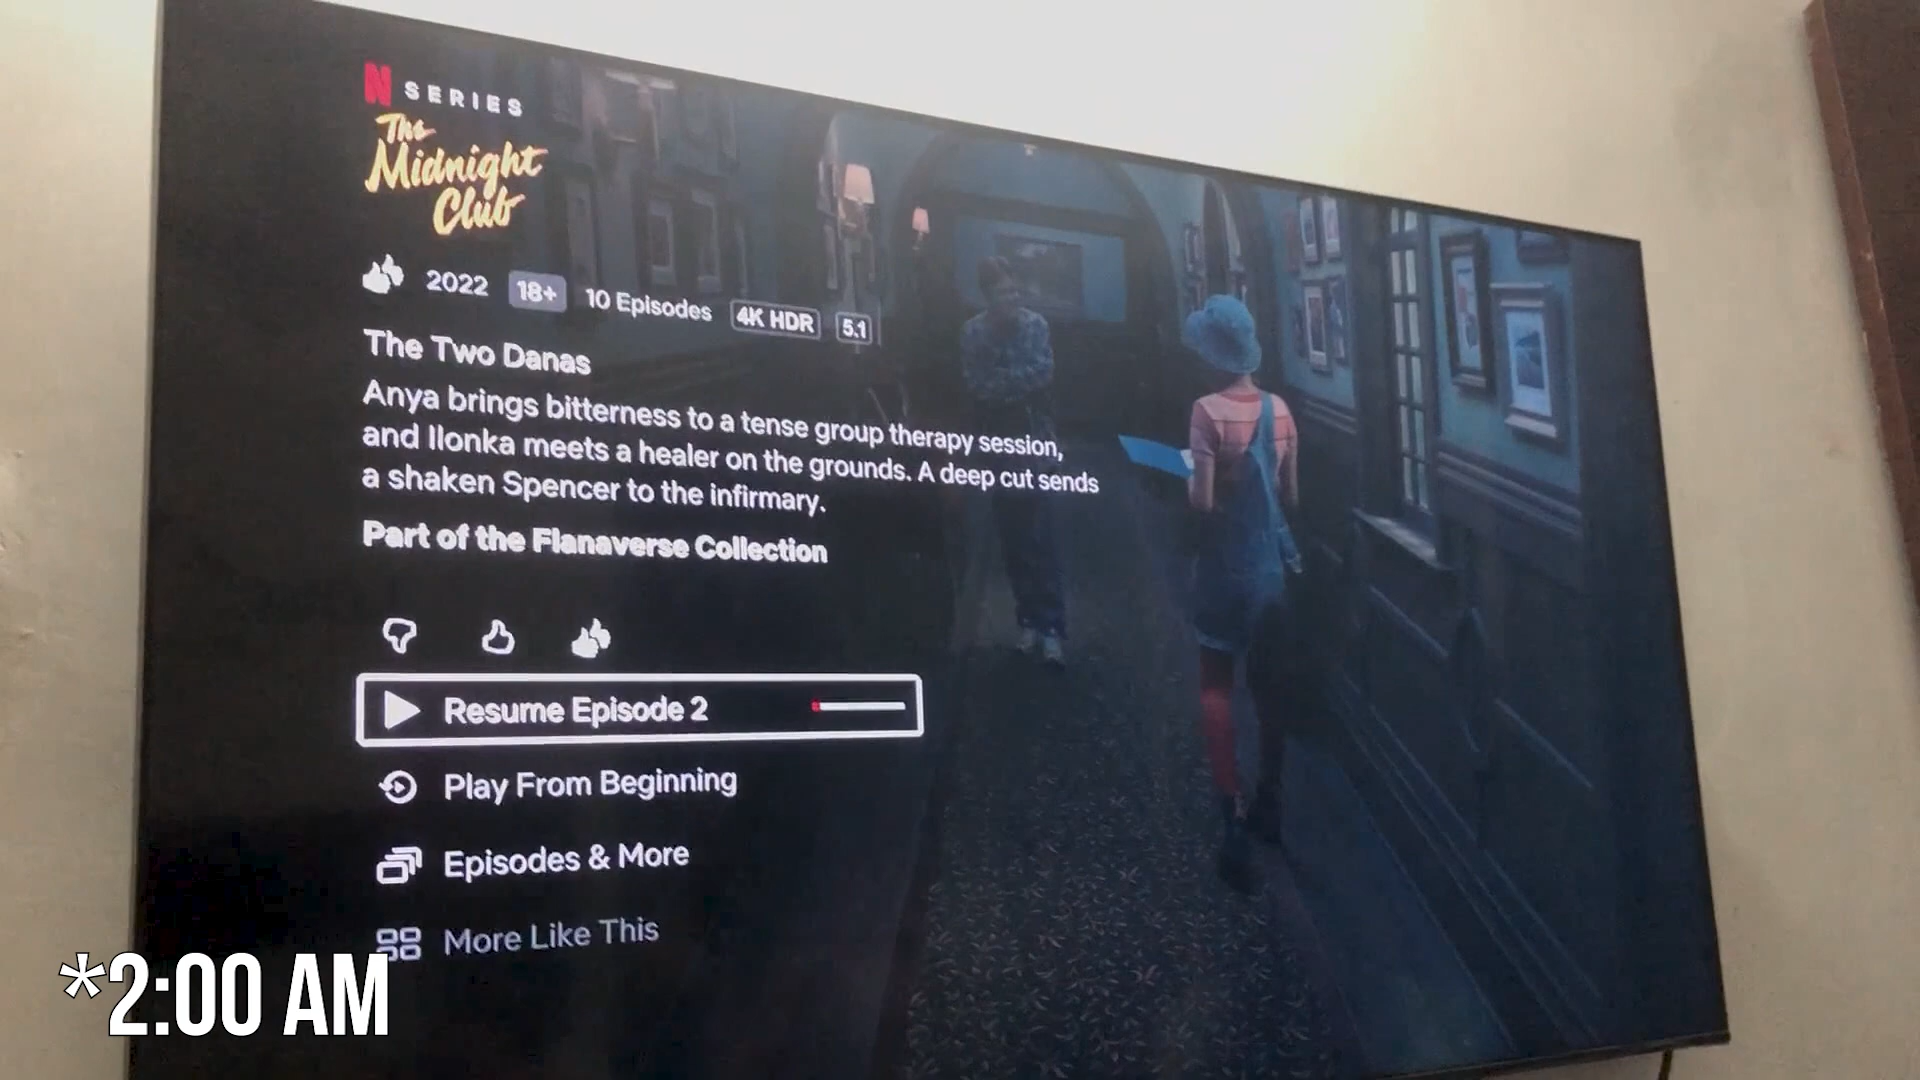 N SERIES
The
Midnight
Club
2022 18+ 10 Episodes 4K HDR 5.1
The Two Danas
Anya brings bitterness to a tense group therapy session,
and Ilonka meets a healer on the grounds. A deep cut sends
a shaken Spencer to the infirmary.
Part of the Flanaverse Collection
Resume Episode 2
Play From Beginning
Episodes & More
More Like This
*2:00 AM